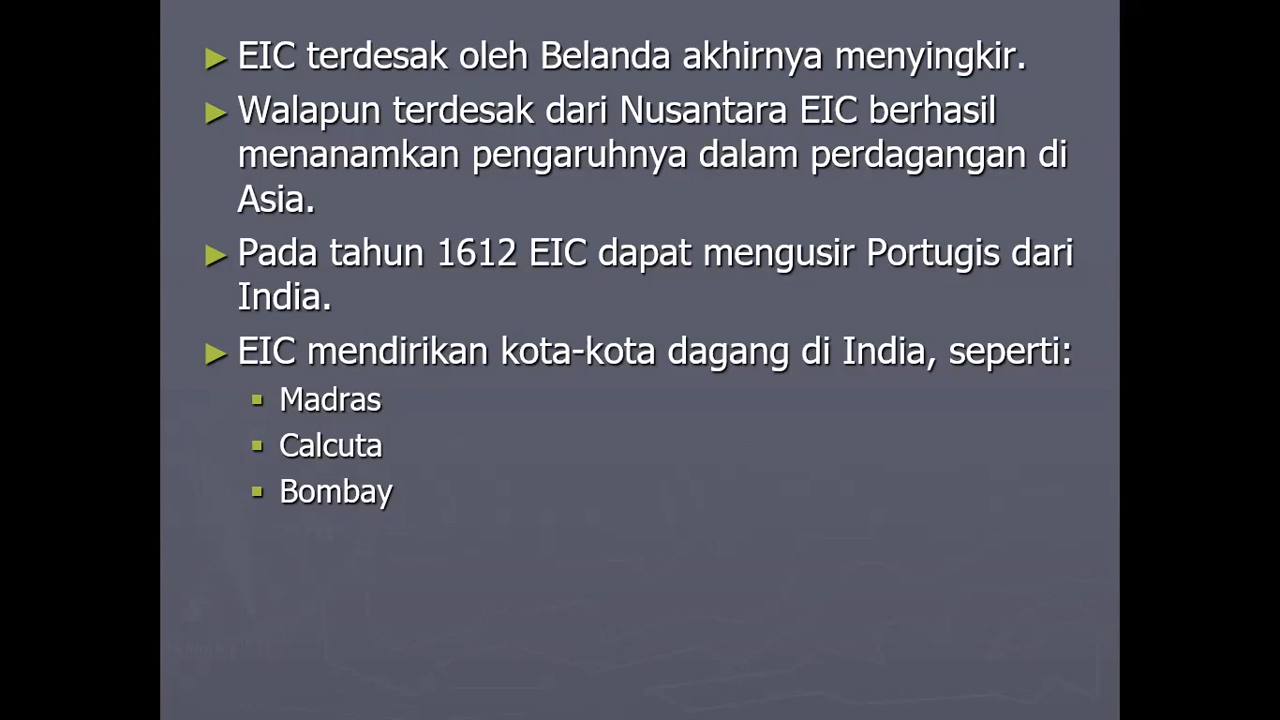 EIC terdesak oleh Belanda akhirnya menyingkir.
Walapun terdesak dari Nusantara EIC berhasil
menanamkan pengaruhnya dalam perdagangan di
Asia.
Pada tahun 1612 EIC dapat mengusir Portugis dari
India.
EIC mendirikan kota-kota dagang di India, seperti:
Madras
Calcuta
Bombay